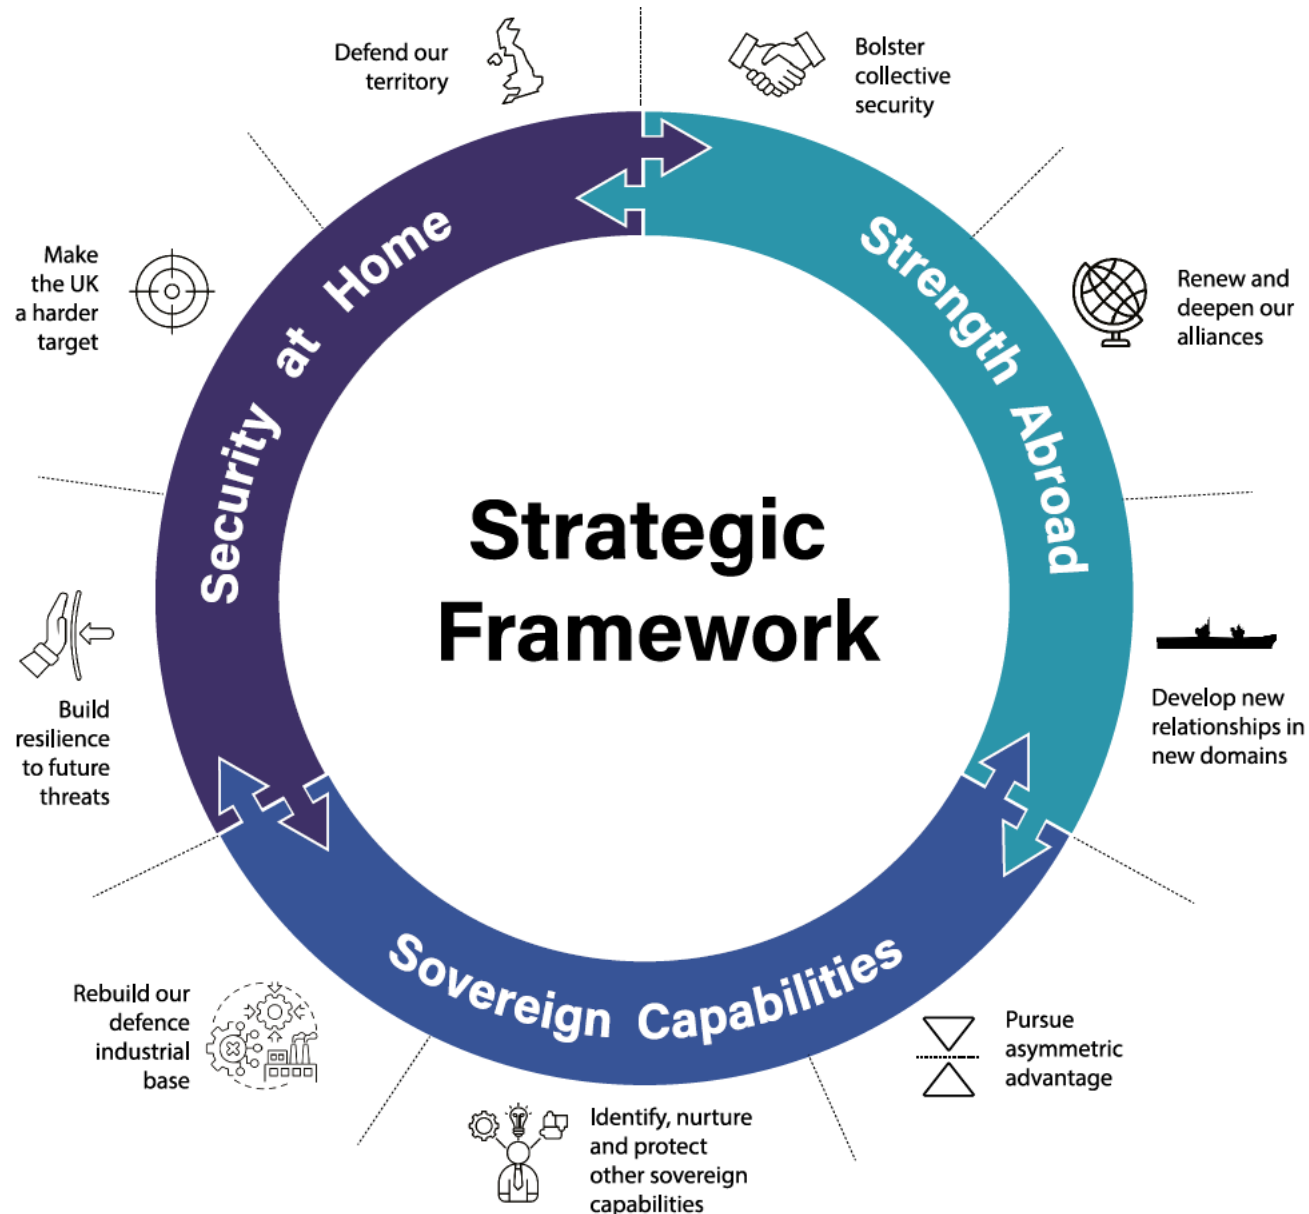 Defend our
territory
Bolster
collective
security
Make
the UK
a harder
target
Security at Home
Strength Abroad
Renew and
deepen our
alliances
Strategic
Framework
Build
resilience
to future
threats
Develop new
relationships in
new domains
Sovereign Capabilities
Rebuild our
defence
industrial
base
Identify, nurture
and protect
other sovereign
capabilities
Pursue
asymmetric
advantage